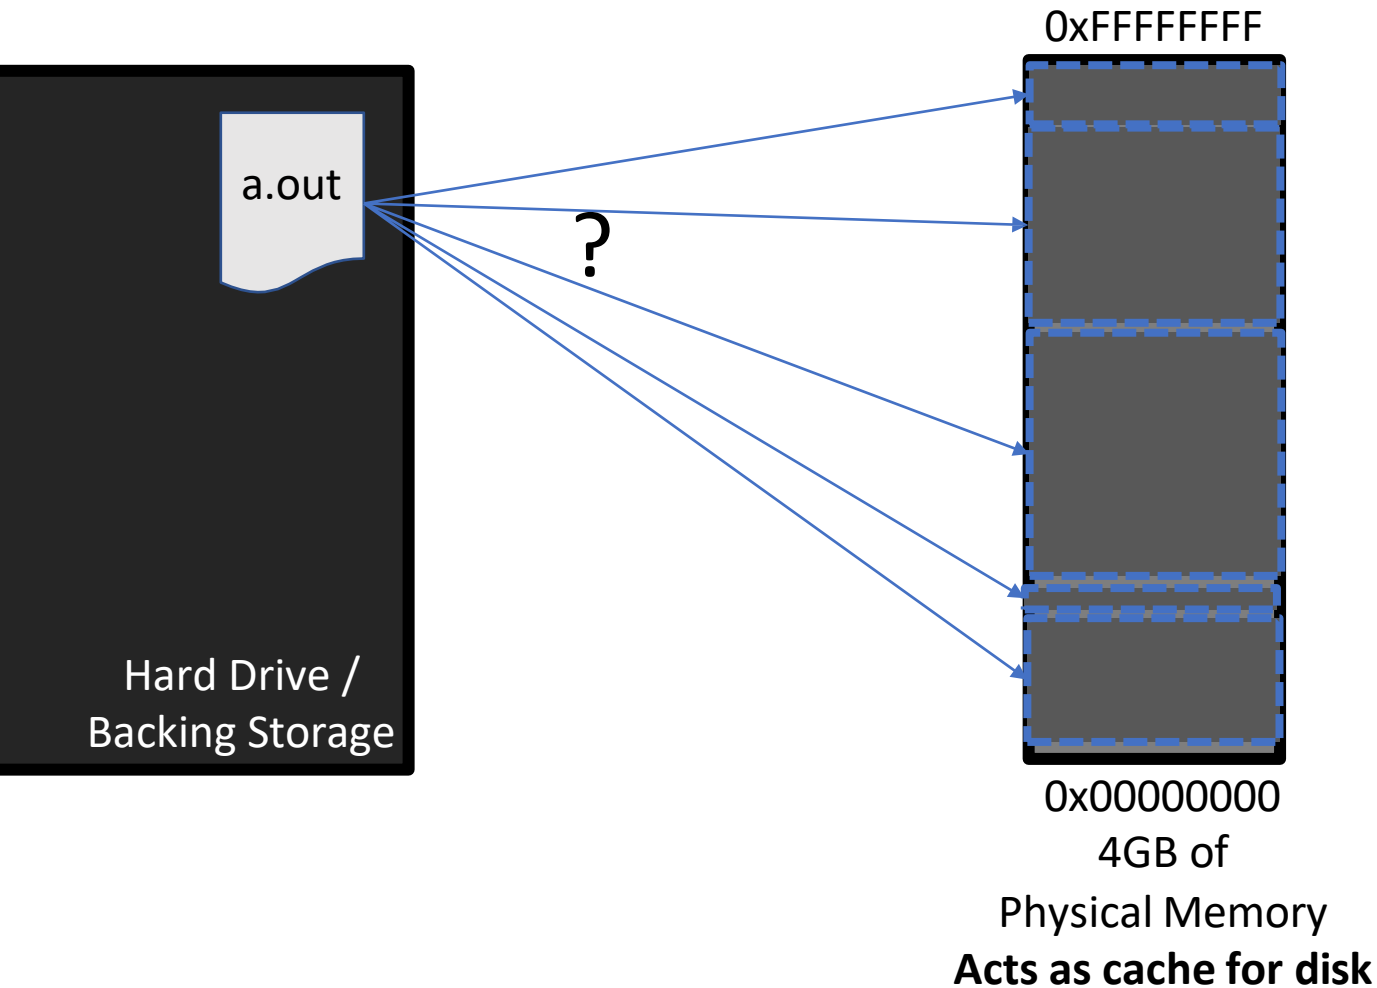 0xFFFFFFFF
a.out
?
Hard Drive /
Backing Storage
0x00000000
4GB of
Physical Memory
Acts as cache for disk